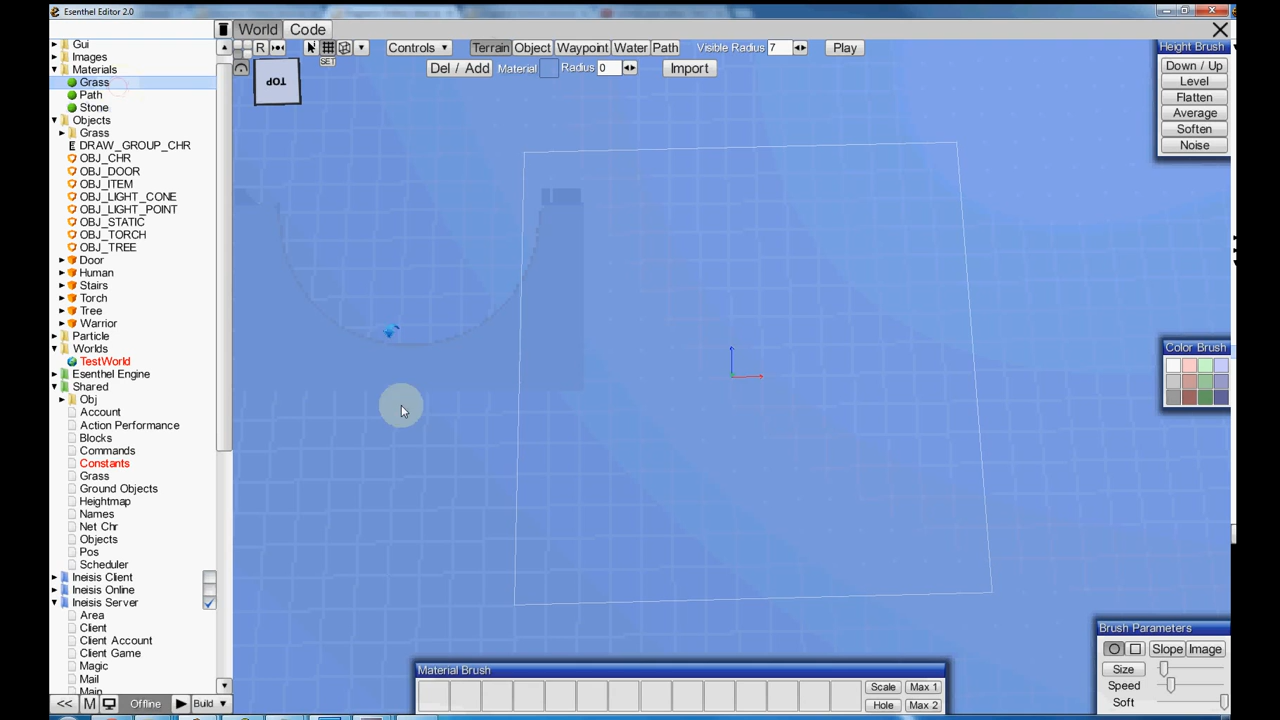 Esenthel Editor 2.0
World Code
R Controls Terrain Object Waypoint Water Path Visible Radius 7 Play
SET
Del / Add Material Radius 0 Import
TOP
Gui
Images
Materials
Grass
Path
Stone
Objects
Grass
DRAW_GROUP_CHR
OBJ_CHR
OBJ_DOOR
OBJ_ITEM
OBJ_LIGHT_CONE
OBJ_LIGHT_POINT
OBJ_STATIC
OBJ_TORCH
OBJ_TREE
Door
Human
Stairs
Torch
Tree
Warrior
Particle
Worlds
TestWorld
Esenthel Engine
Shared
Obj
Account
Action Performance
Blocks
Commands
Constants
Grass
Ground Objects
Heightmap
Names
Net Chr
Objects
Pos
Scheduler
Ineisis Client
Ineisis Online
Ineisis Server
Area
Client
Client Account
Client Game
Magic
Mail
Main
<< M Offline Build
Height Brush
Down / Up
Level
Flatten
Average
Soften
Noise
Color Brush
Brush Parameters
Slope Image
Size
Speed
Soft
Material Brush
Scale Max 1
Hole Max 2